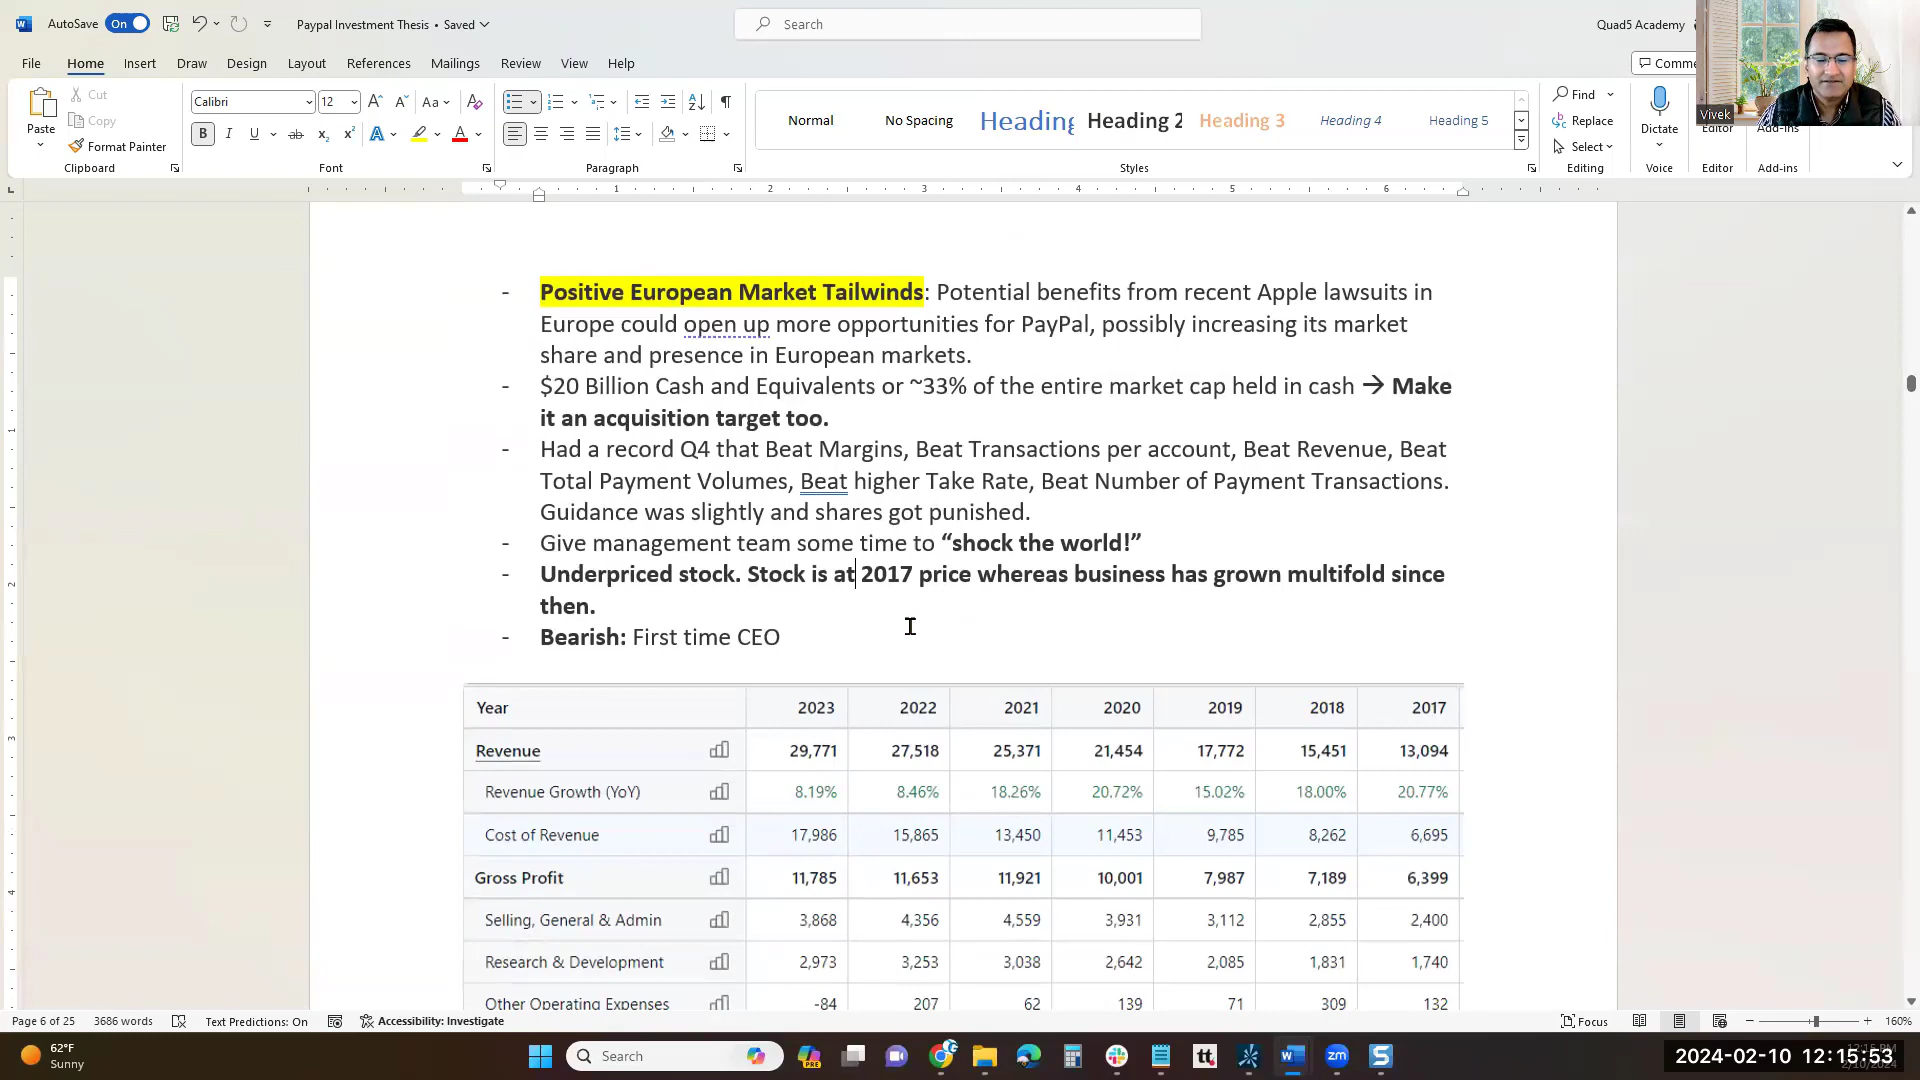 AutoSave On Paypal Investment Thesis • Saved Search Quad5 Academy
File Home Insert Draw Design Layout References Mailings Review View Help
Paste Cut Copy Format Painter Clipboard
Calibri 12 Font
Paragraph
Normal No Spacing Heading Heading 2 Heading 3 Heading 4 Heading 5 Styles
Find Replace Select Editing
Dictate Voice
Editor
Add-ins Add-ins
Vivek
- Positive European Market Tailwinds: Potential benefits from recent Apple lawsuits in
Europe could open up more opportunities for PayPal, possibly increasing its market
share and presence in European markets.
- $20 Billion Cash and Equivalents or ~33% of the entire market cap held in cash → Make
it an acquisition target too.
- Had a record Q4 that Beat Margins, Beat Transactions per account, Beat Revenue, Beat
Total Payment Volumes, Beat higher Take Rate, Beat Number of Payment Transactions.
Guidance was slightly and shares got punished.
- Give management team some time to “shock the world!”
- Underpriced stock. Stock is at 2017 price whereas business has grown multifold since
then.
- Bearish: First time CEO
Year 2023 2022 2021 2020 2019 2018 2017
Revenue 29,771 27,518 25,371 21,454 17,772 15,451 13,094
Revenue Growth (YoY) 8.19% 8.46% 18.26% 20.72% 15.02% 18.00% 20.77%
Cost of Revenue 17,986 15,865 13,450 11,453 9,785 8,262 6,695
Gross Profit 11,785 11,653 11,921 10,001 7,987 7,189 6,399
Selling, General & Admin 3,868 4,356 4,559 3,931 3,112 2,855 2,400
Research & Development 2,973 3,253 3,038 2,642 2,085 1,831 1,740
Other Operating Expenses -84 207 62 139 71 309 132
Page 6 of 25 3686 words Text Predictions: On Accessibility: Investigate Focus 160%
62°F
Sunny
Search
2024-02-10 12:15:53